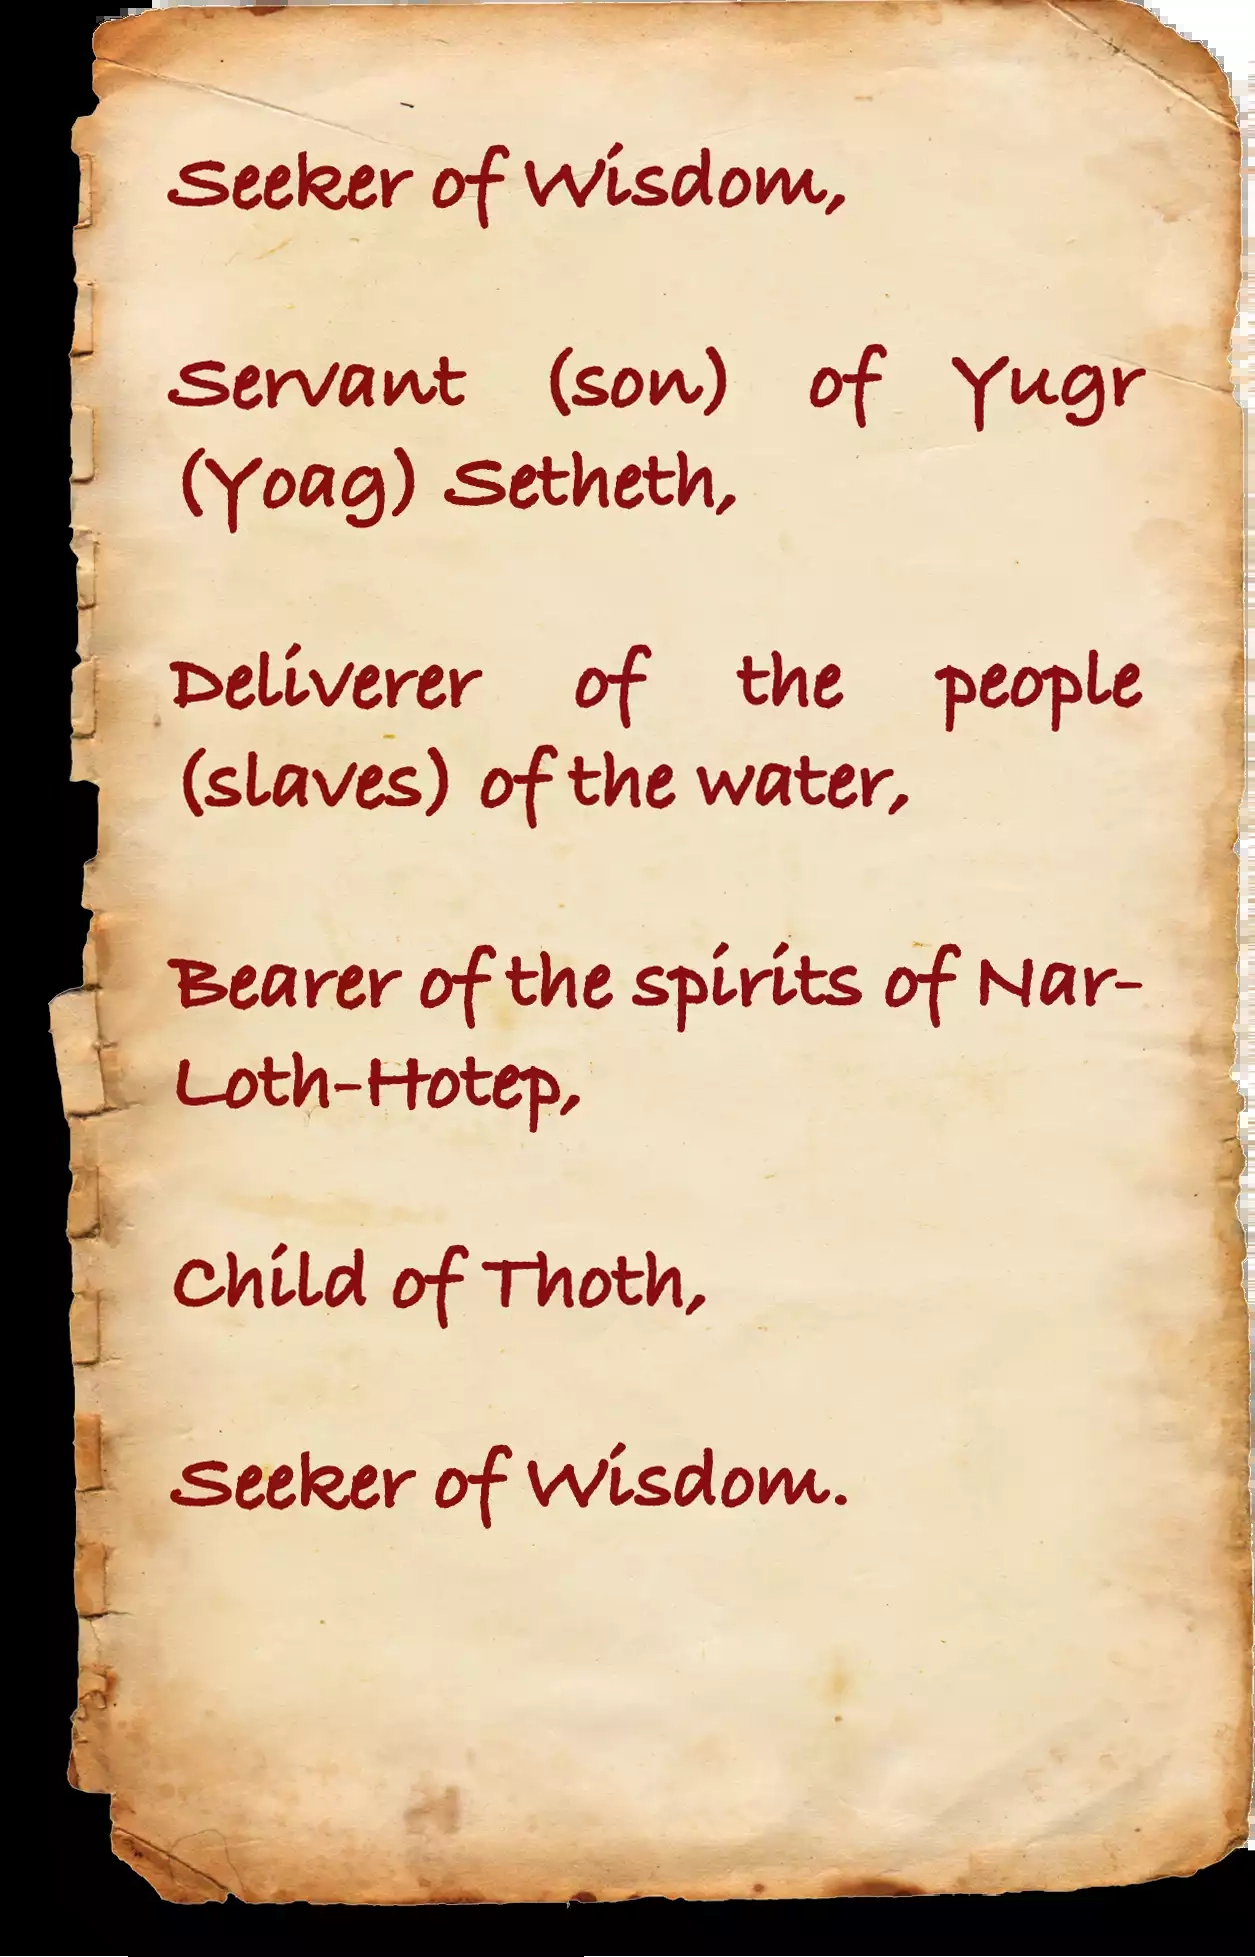 Seeker of Wisdom,
Servant (son) of Yugr
(Yoag) Setheth,
Deliverer of the people
(slaves) of the water,
Bearer of the spirits of Nar-
Loth-Hotep,
Child of Thoth,
Seeker of Wisdom.